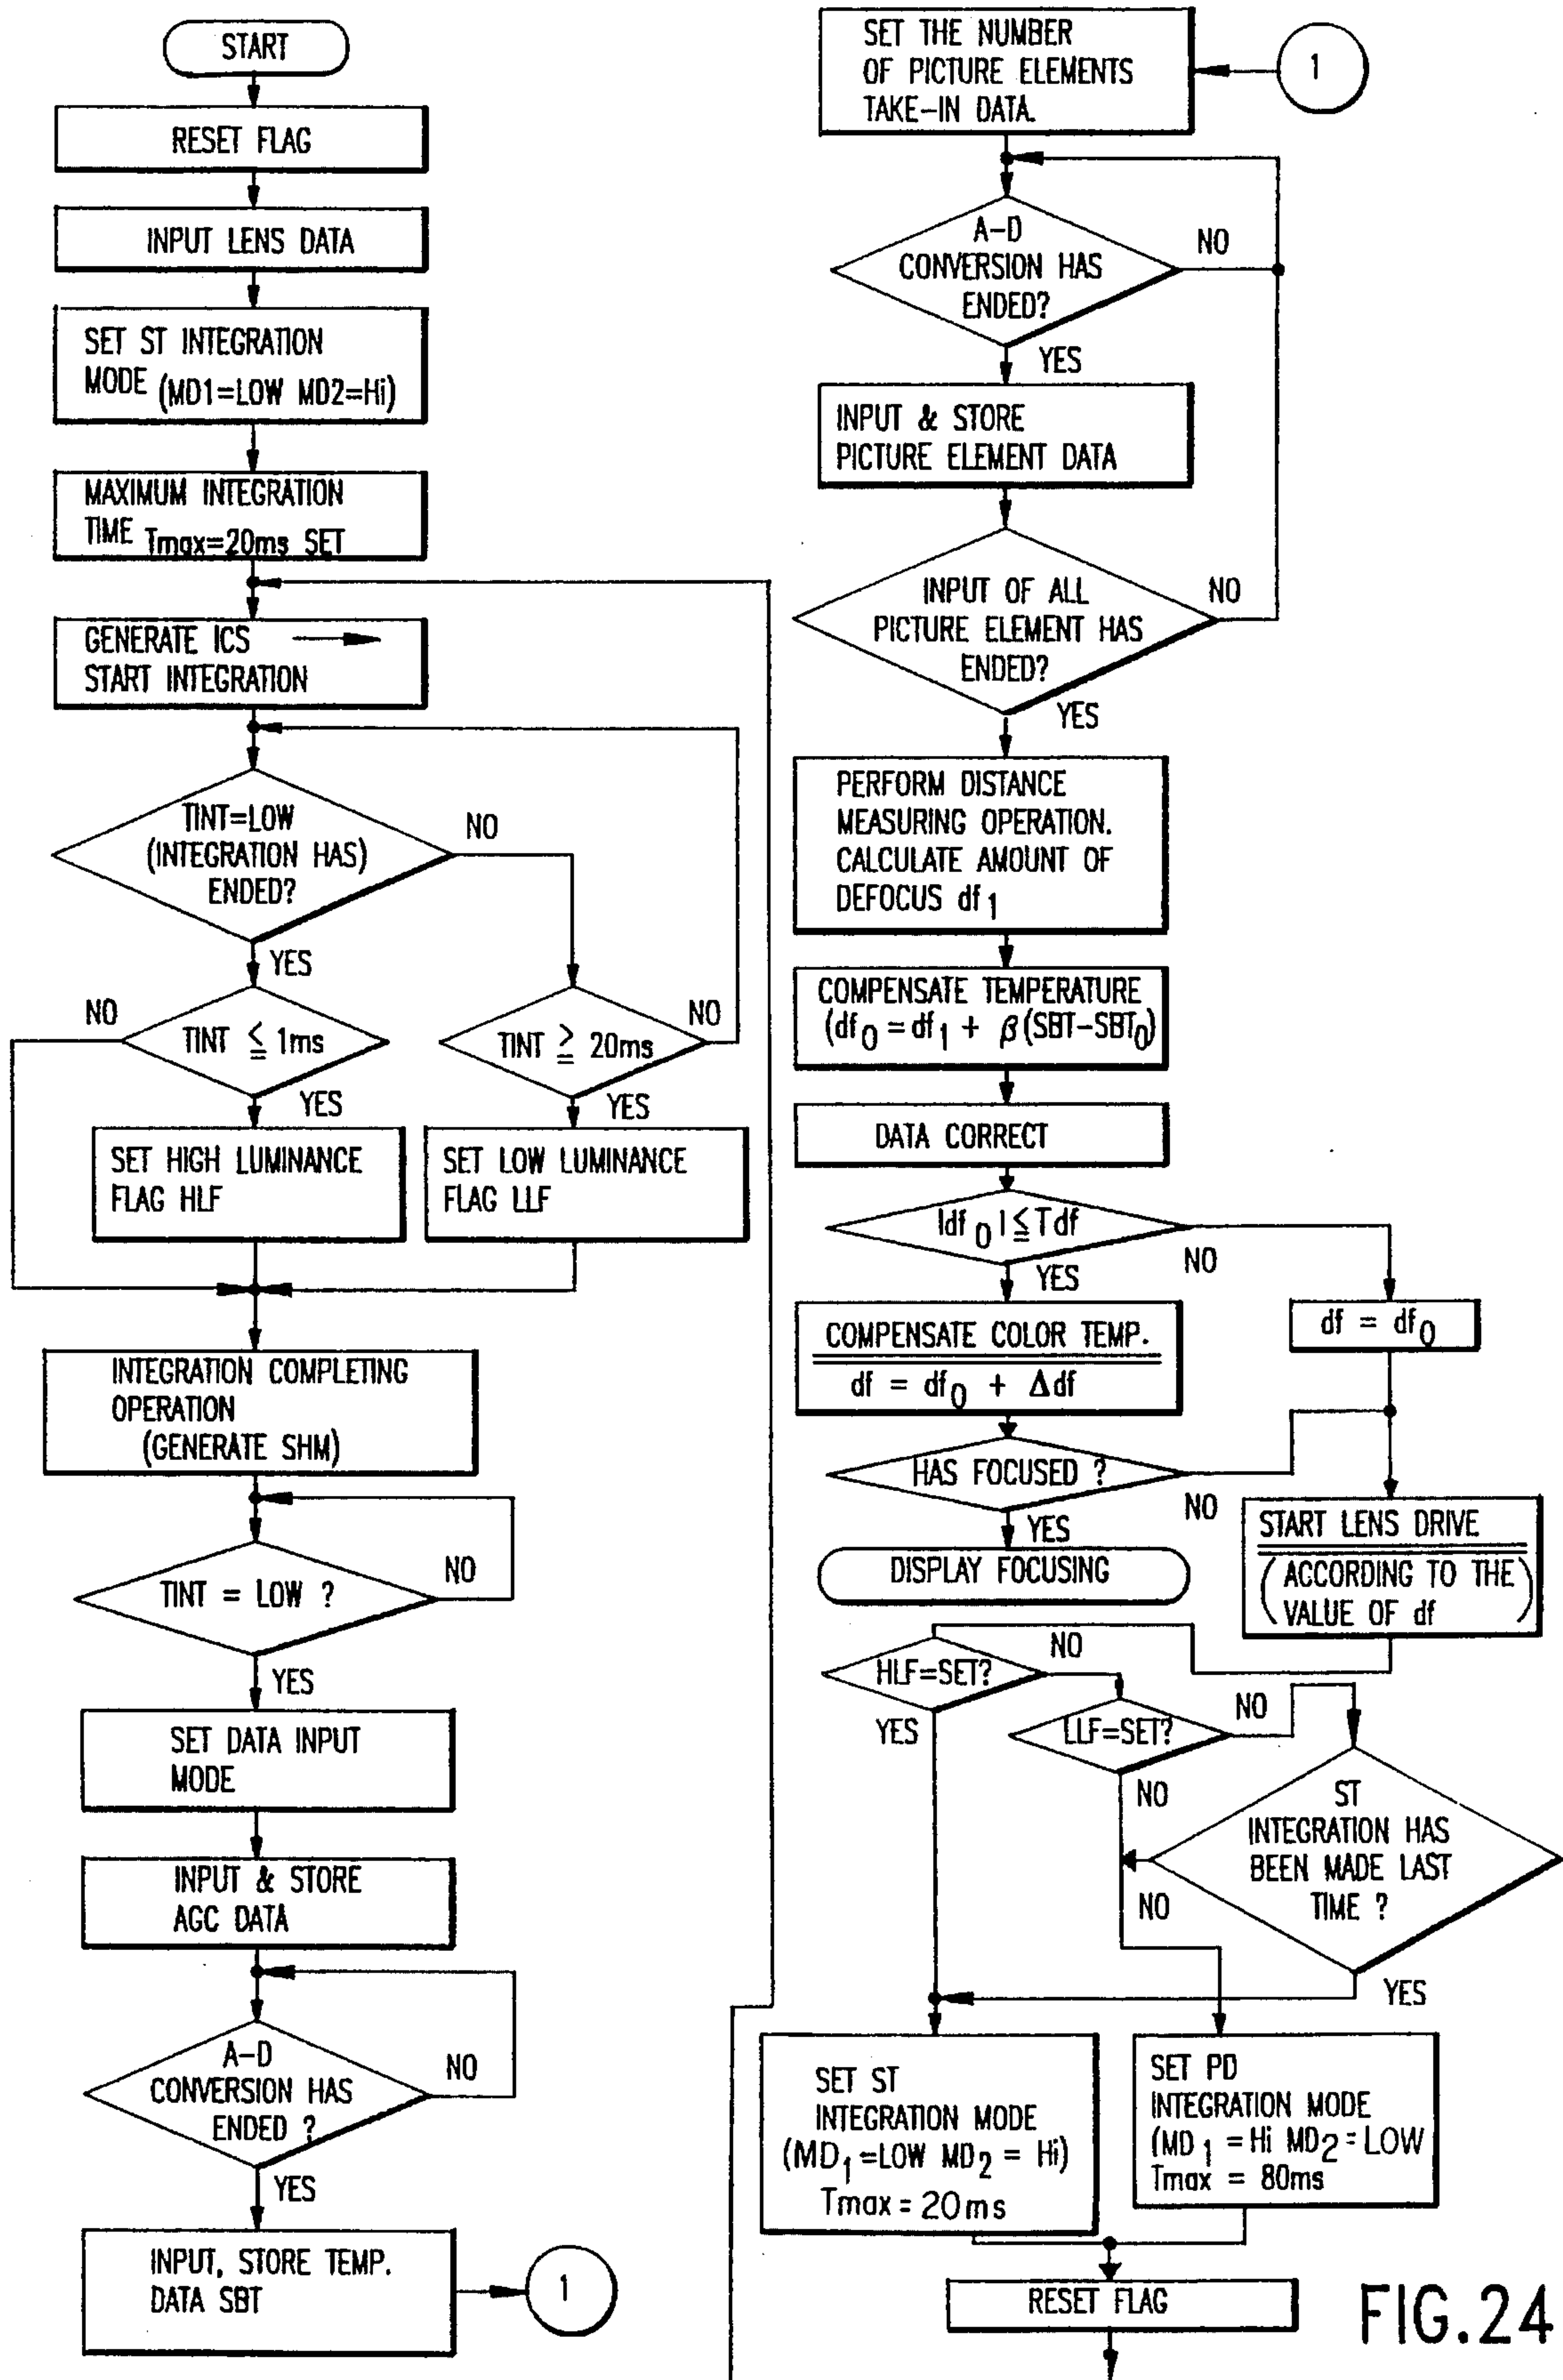 START
RESET FLAG
INPUT LENS DATA
SET ST INTEGRATION
MODE (MD1=LOW MD2=Hi)
MAXIMUM INTEGRATION
TIME Tmax=20ms SET
GENERATE ICS
START INTEGRATION
TINT=LOW
(INTEGRATION HAS)
ENDED?
NO
YES
NO
TINT ≦ 1ms
YES
TINT ≧ 20ms
NO
YES
SET HIGH LUMINANCE
FLAG HLF
SET LOW LUMINANCE
FLAG LLF
INTEGRATION COMPLETING
OPERATION
(GENERATE SHM)
TINT = LOW ?
NO
YES
SET DATA INPUT
MODE
INPUT & STORE
AGC DATA
A-D
CONVERSION HAS
ENDED ?
NO
YES
INPUT, STORE TEMP.
DATA SBT
1
SET THE NUMBER
OF PICTURE ELEMENTS
TAKE-IN DATA.
1
A-D
CONVERSION HAS
ENDED?
NO
YES
INPUT & STORE
PICTURE ELEMENT DATA
INPUT OF ALL
PICTURE ELEMENT HAS
ENDED?
NO
YES
PERFORM DISTANCE
MEASURING OPERATION.
CALCULATE AMOUNT OF
DEFOCUS df1
COMPENSATE TEMPERATURE
(df0 = df1 + β(SBT-SBT0)
DATA CORRECT
|df0| ≦ Tdf
NO
YES
COMPENSATE COLOR TEMP.
df = df0 + Δdf
df = df0
HAS FOCUSED ?
NO
YES
DISPLAY FOCUSING
START LENS DRIVE
(ACCORDING TO THE)
VALUE OF df
HLF=SET?
NO
YES
LLF=SET?
NO
NO
ST
INTEGRATION HAS
BEEN MADE LAST
TIME ?
NO
YES
SET ST
INTEGRATION MODE
(MD1=LOW MD2 = Hi)
Tmax = 20ms
SET PD
INTEGRATION MODE
(MD1 = Hi MD2 = LOW
Tmax = 80ms
RESET FLAG
FIG.24